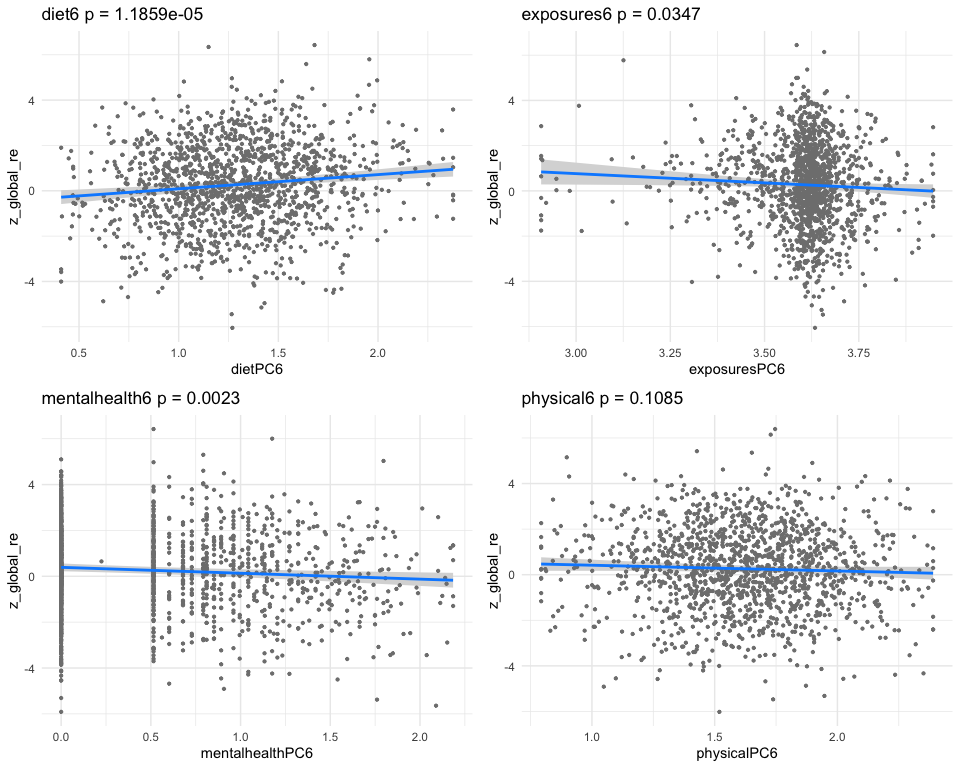 diet6 p = 1.1859e-05
z_global_re
4
0
-4
0.5 1.0 1.5 2.0
dietPC6
exposures6 p = 0.0347
z_global_re
4
0
-4
3.00 3.25 3.50 3.75
exposuresPC6
mentalhealth6 p = 0.0023
z_global_re
4
0
-4
0.0 0.5 1.0 1.5 2.0
mentalhealthPC6
physical6 p = 0.1085
z_global_re
4
0
-4
1.0 1.5 2.0
physicalPC6